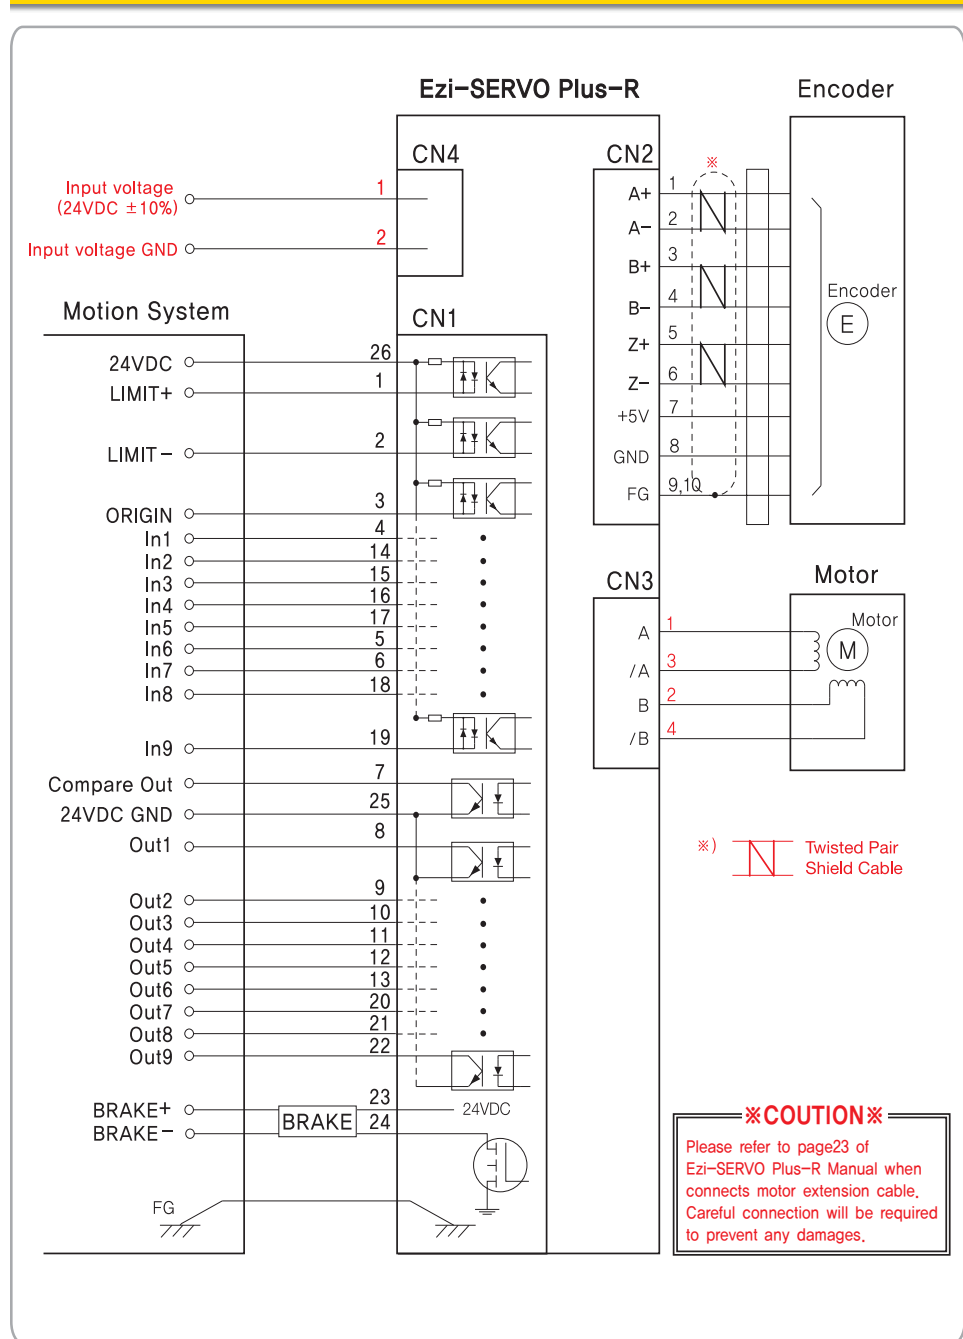 Ezi-SERVO Plus-R
Encoder
CN4
Input voltage
(24VDC ±10%)
1
Input voltage GND
2
CN2
※
A+ 1
A- 2
B+ 3
B- 4
Z+ 5
Z- 6
+5V 7
GND 8
FG 9,10
Encoder
E
Motion System
CN1
24VDC 26
LIMIT+ 1
LIMIT- 2
ORIGIN 3
In1 4
In2 14
In3 15
In4 16
In5 17
In6 5
In7 6
In8 18
In9 19
Compare Out 7
24VDC GND 25
Out1 8
Out2 9
Out3 10
Out4 11
Out5 12
Out6 13
Out7 20
Out8 21
Out9 22
BRAKE+ 23 24VDC
BRAKE- BRAKE 24
FG
CN3
Motor
A 1
/A 3
B 2
/B 4
Motor
M
※) Twisted Pair
Shield Cable
※COUTION※
Please refer to page23 of
Ezi-SERVO Plus-R Manual when
connects motor extension cable.
Careful connection will be required
to prevent any damages.